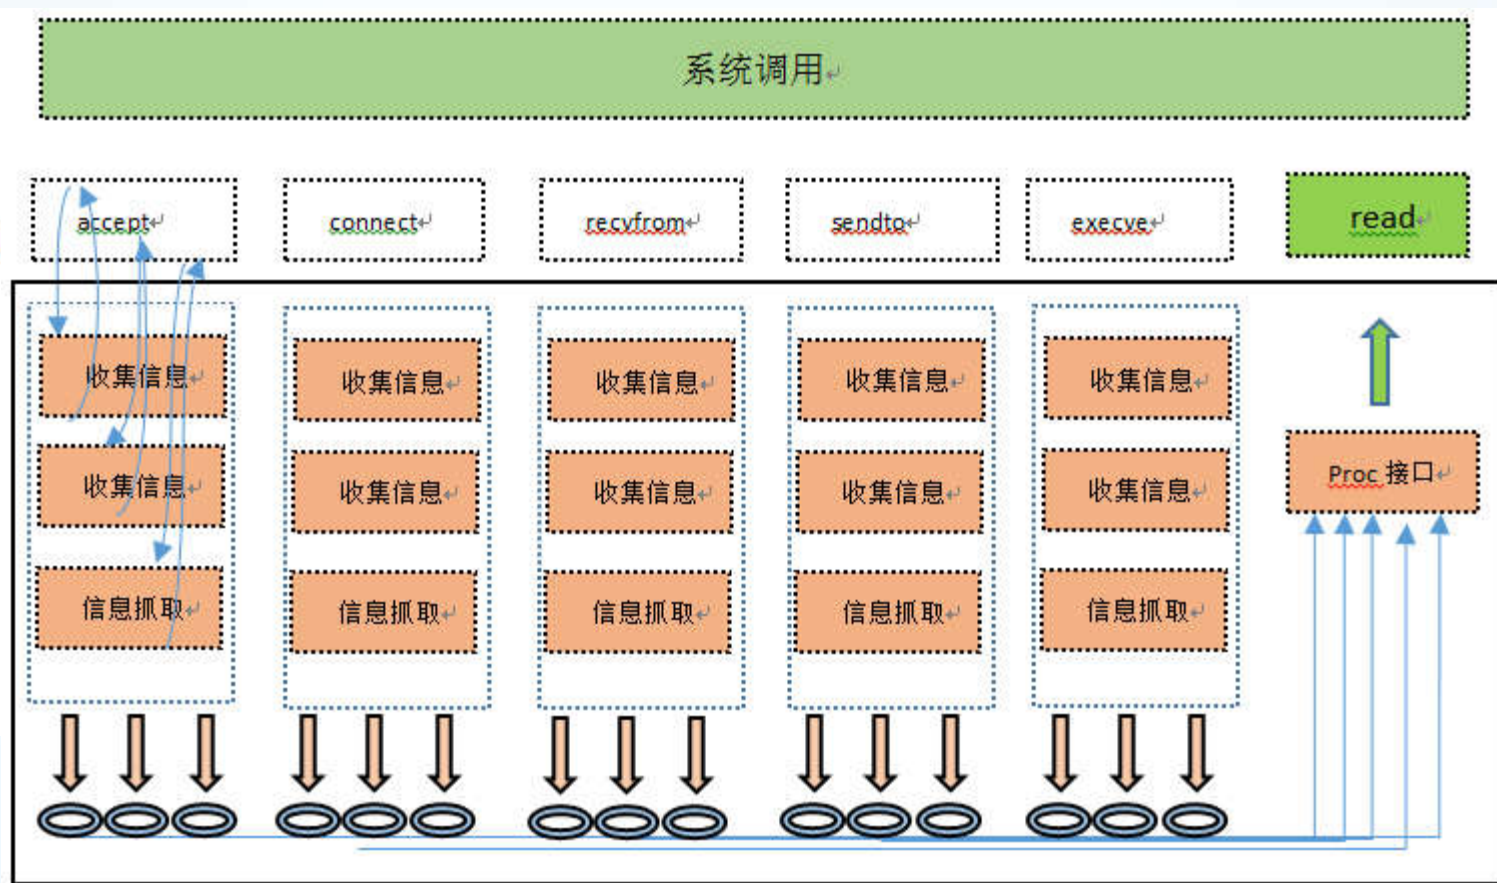 系统调用
accept
connect
recvfrom
sendto
execve
read
收集信息
收集信息
收集信息
收集信息
收集信息
收集信息
收集信息
收集信息
收集信息
收集信息
Proc 接口
信息抓取
信息抓取
信息抓取
信息抓取
信息抓取